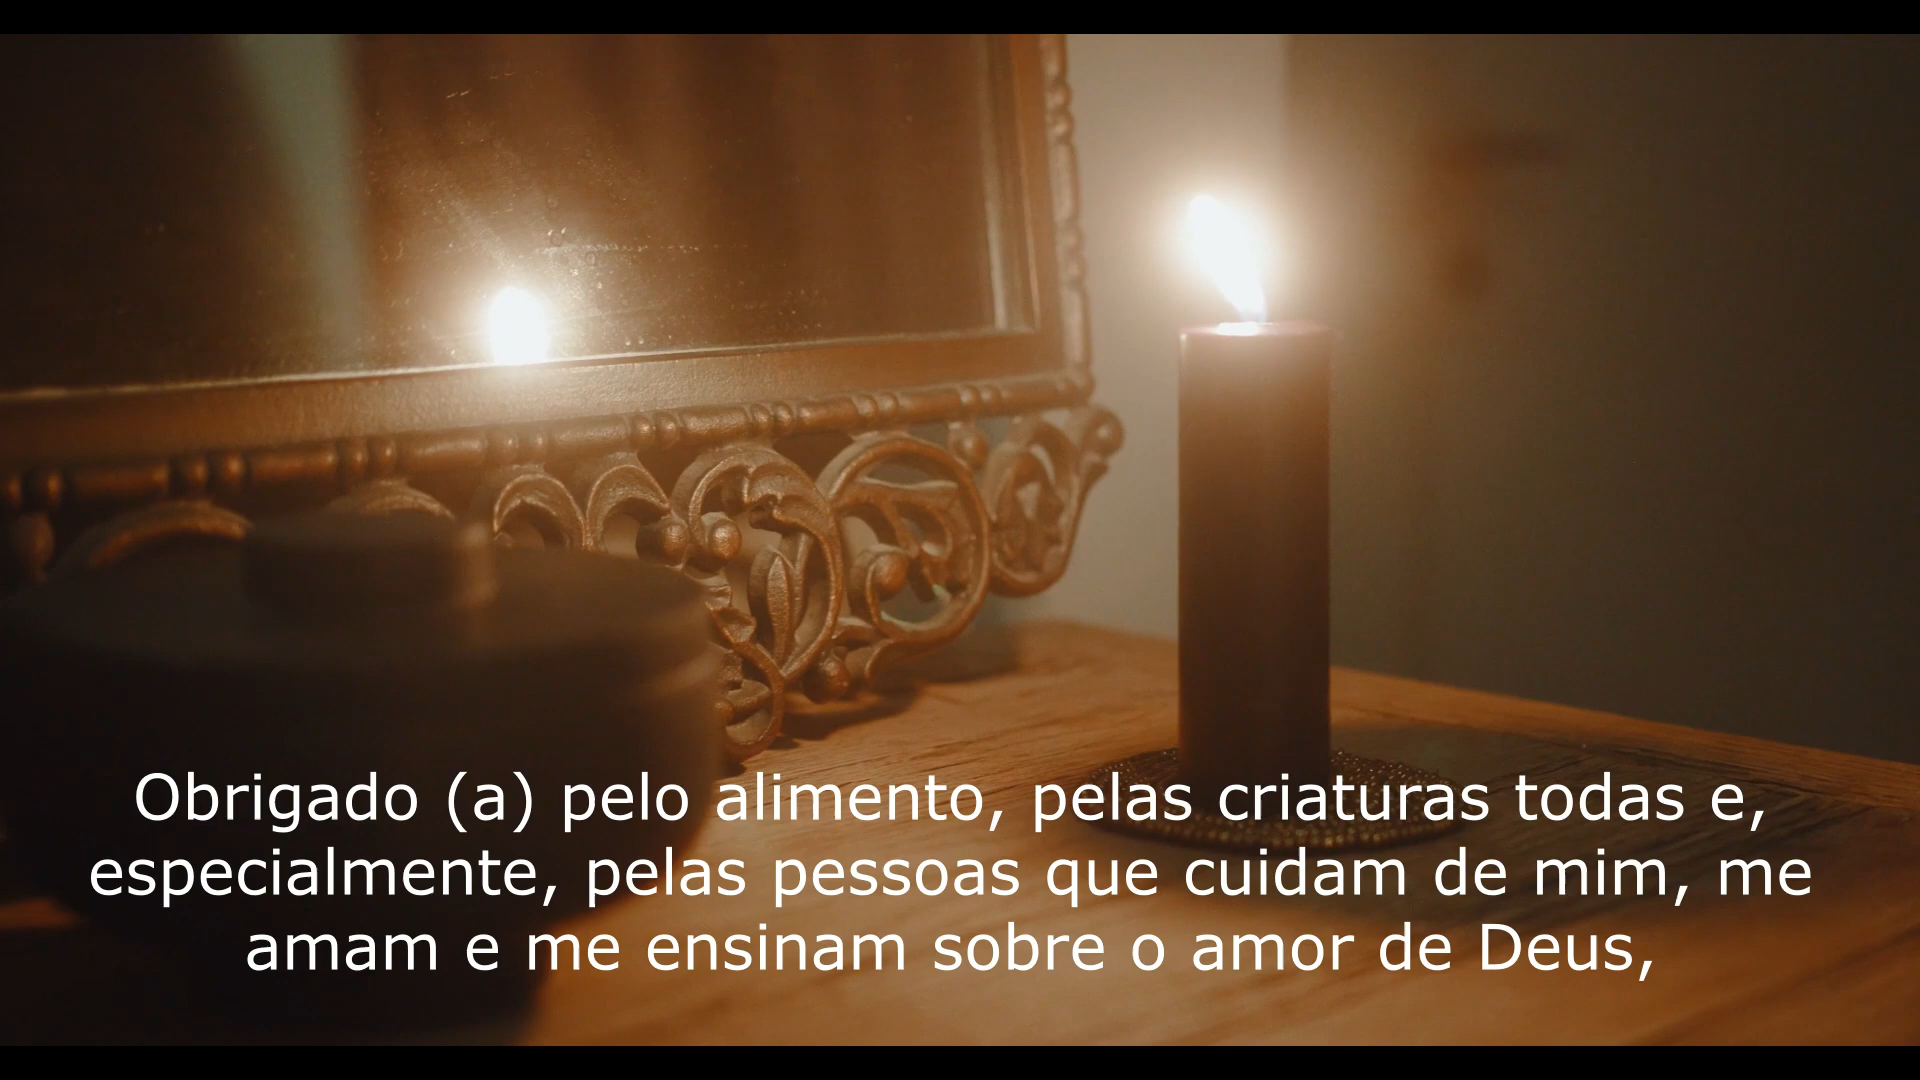 Obrigado (a) pelo alimento, pelas criaturas todas e,
especialmente, pelas pessoas que cuidam de mim, me
amam e me ensinam sobre o amor de Deus,